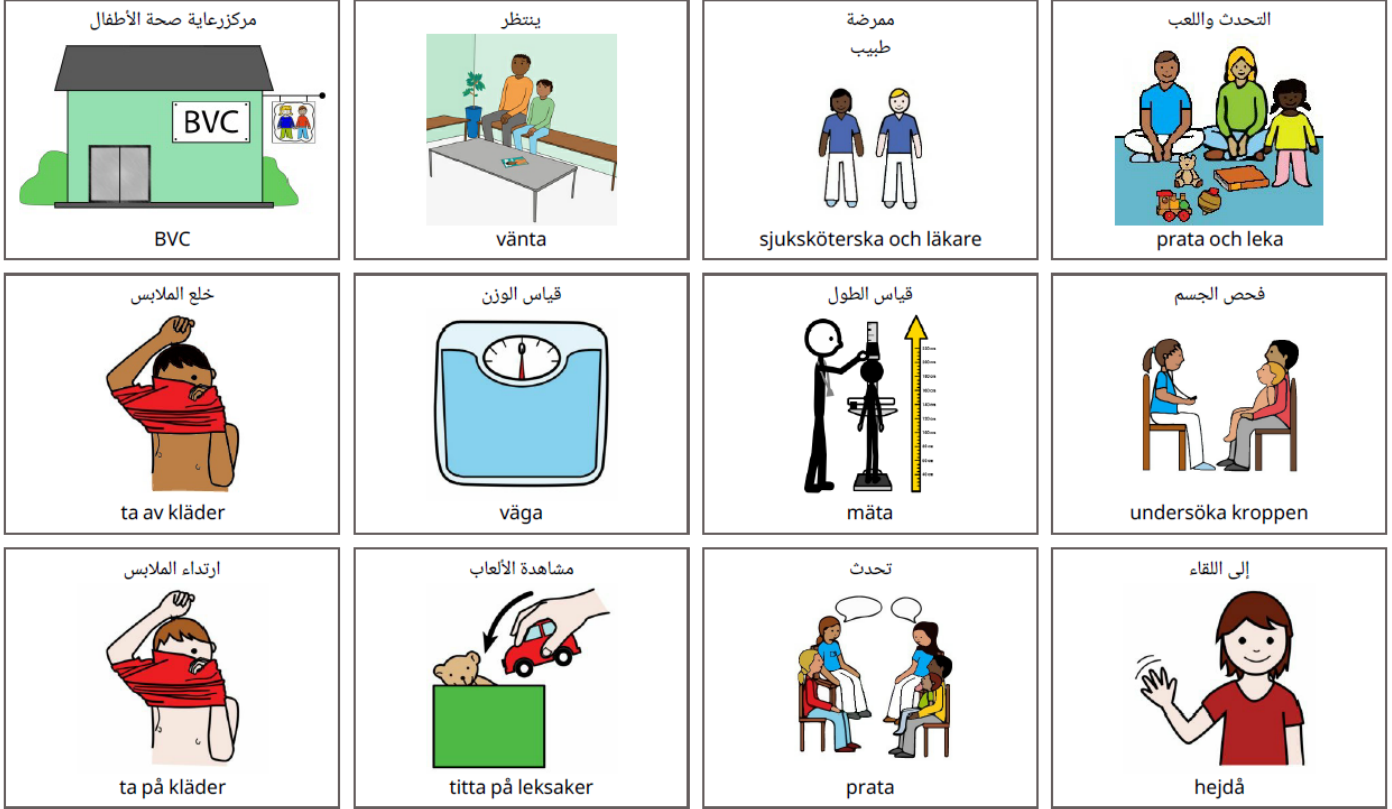 مركزرعاية صحة الأطفال
BVC
BVC
ينتظر
vänta
ممرضة
طبيب
sjuksköterska och läkare
التحدث واللعب
prata och leka
خلع الملابس
ta av kläder
قياس الوزن
väga
قياس الطول
mäta
فحص الجسم
undersöka kroppen
ارتداء الملابس
ta på kläder
مشاهدة الألعاب
titta på leksaker
تحدث
prata
إلى اللقاء
hejdå